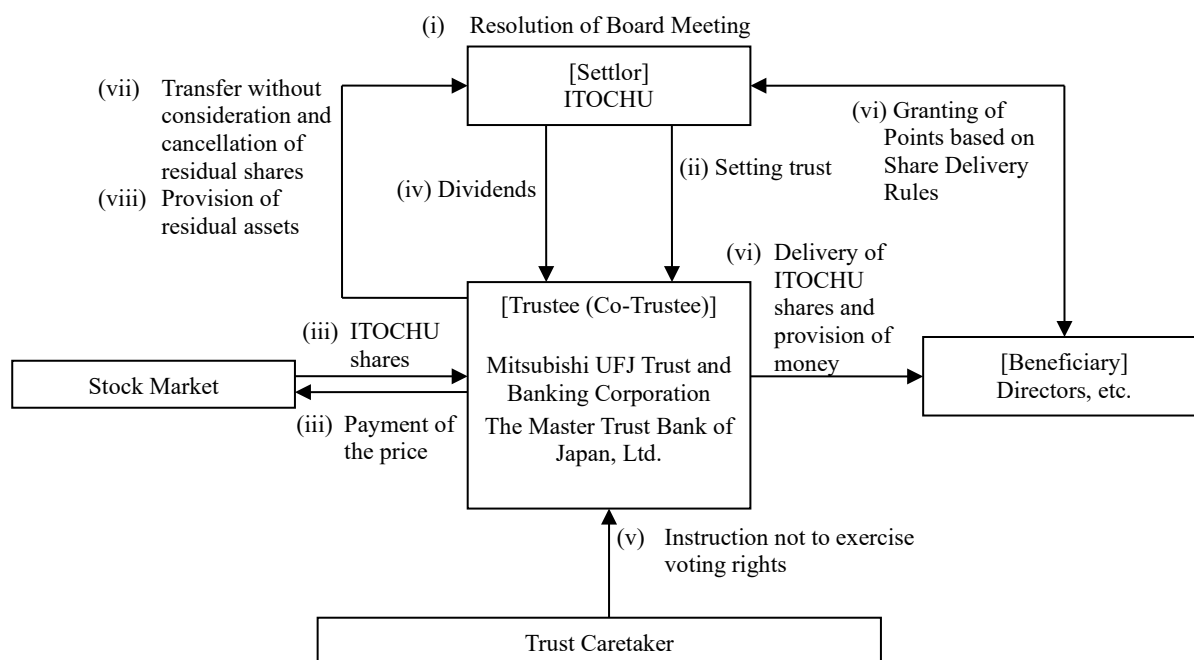 (i) Resolution of Board Meeting
[Settlor]
ITOCHU
(vii) Transfer without
consideration and
cancellation of
residual shares
(viii) Provision of
residual assets
(iv) Dividends
(ii) Setting trust
(vi) Granting of
Points based on
Share Delivery
Rules
(vi) Delivery of
ITOCHU
shares and
provision of
money
[Trustee (Co-Trustee)]
Mitsubishi UFJ Trust and
Banking Corporation
The Master Trust Bank of
Japan, Ltd.
(iii) ITOCHU
shares
Stock Market
(iii) Payment of
the price
[Beneficiary]
Directors, etc.
(v) Instruction not to exercise
voting rights
Trust Caretaker